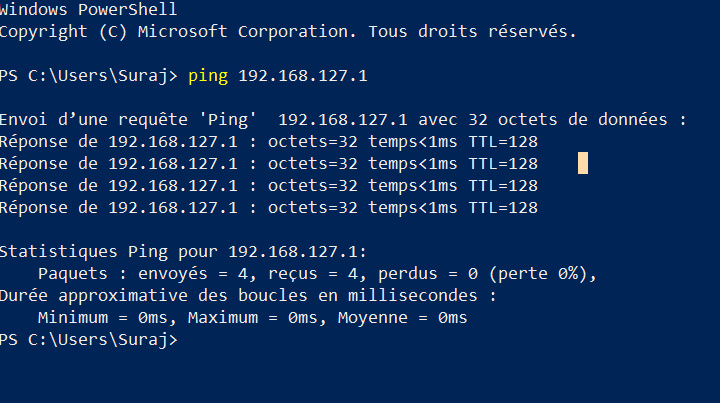 Windows PowerShell
Copyright (C) Microsoft Corporation. Tous droits réservés.
PS C:\Users\Suraj> ping 192.168.127.1
Envoi d’une requête 'Ping'  192.168.127.1 avec 32 octets de données :
Réponse de 192.168.127.1 : octets=32 temps<1ms TTL=128
Réponse de 192.168.127.1 : octets=32 temps<1ms TTL=128
Réponse de 192.168.127.1 : octets=32 temps<1ms TTL=128
Réponse de 192.168.127.1 : octets=32 temps<1ms TTL=128
Statistiques Ping pour 192.168.127.1:
    Paquets : envoyés = 4, reçus = 4, perdus = 0 (perte 0%),
Durée approximative des boucles en millisecondes :
    Minimum = 0ms, Maximum = 0ms, Moyenne = 0ms
PS C:\Users\Suraj>